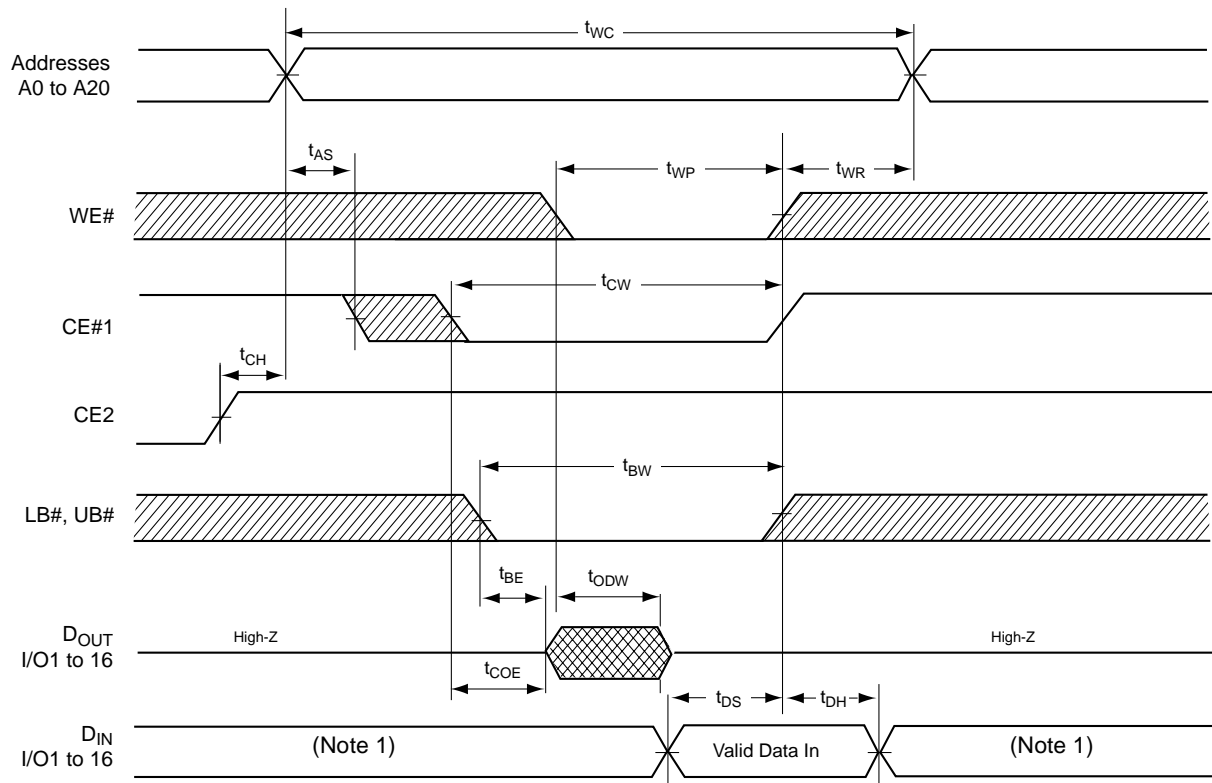 tWC
Addresses
A0 to A20
tAS
tWP
tWR
WE#
tCW
CE#1
tCH
CE2
tBW
LB#, UB#
tBE
tODW
DOUT
I/O1 to 16
High-Z
High-Z
tCOE
tDS
tDH
DIN
I/O1 to 16
(Note 1)
Valid Data In
(Note 1)